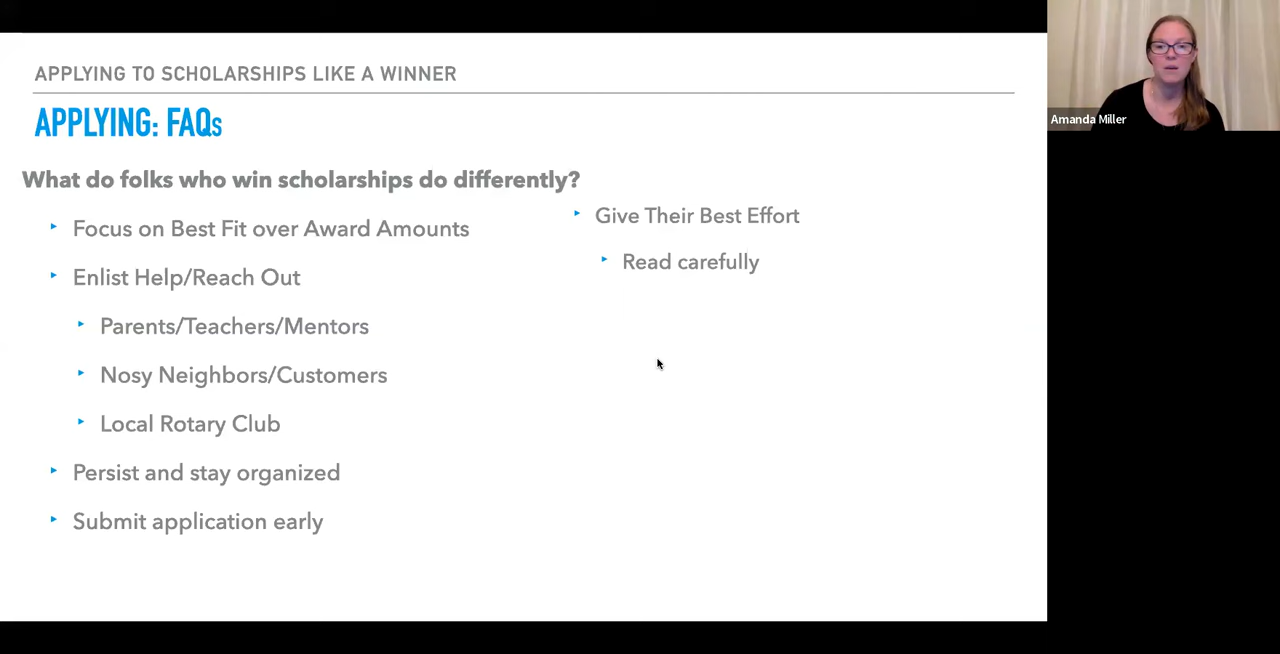 APPLYING TO SCHOLARSHIPS LIKE A WINNER
APPLYING: FAQs
What do folks who win scholarships do differently?
Focus on Best Fit over Award Amounts
Enlist Help/Reach Out
Parents/Teachers/Mentors
Nosy Neighbors/Customers
Local Rotary Club
Persist and stay organized
Submit application early
Give Their Best Effort
Read carefully
Amanda Miller